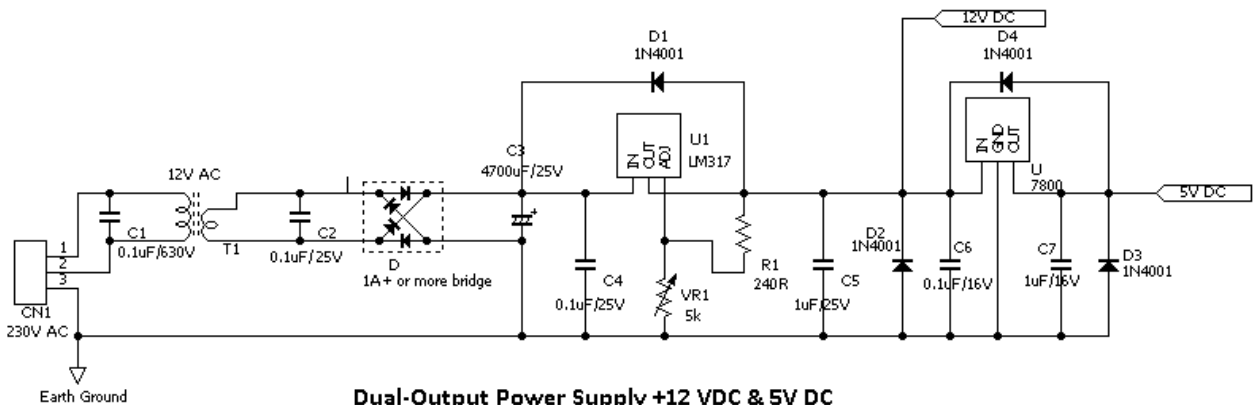 12V DC
D1
1N4001
D4
1N4001
IN
OUT
ADJ
U1
LM317
IN
GND
OUT
U
7800
C3
4700uF/25V
12V AC
5V DC
C1
0.1uF/630V
T1
C2
0.1uF/25V
D
1A+ or more bridge
1
2
3
CN1
230V AC
C4
0.1uF/25V
VR1
5k
R1
240R
C5
1uF/25V
D2
1N4001
C6
0.1uF/16V
C7
1uF/16V
D3
1N4001
Earth Ground
Dual-Output Power Supply +12 VDC & 5V DC